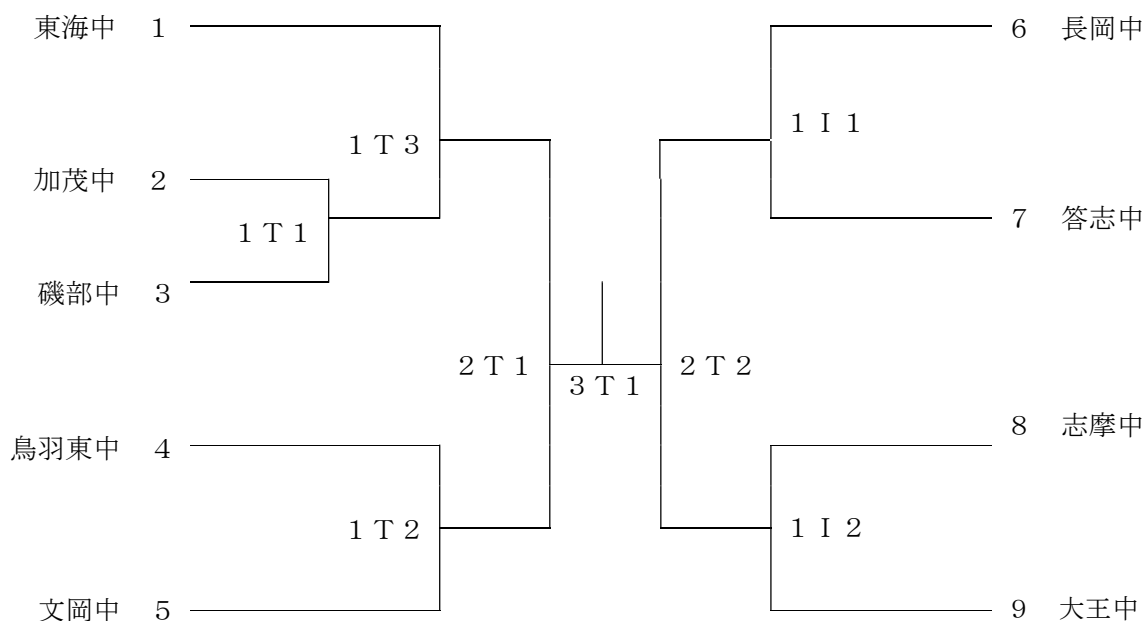 東海中 1
6 長岡中
1 I 1
1 T 3
加茂中 2
7 答志中
1 T 1
磯部中 3
2 T 1
2 T 2
3 T 1
8 志摩中
鳥羽東中 4
1 T 2
1 I 2
文岡中 5
9 大王中